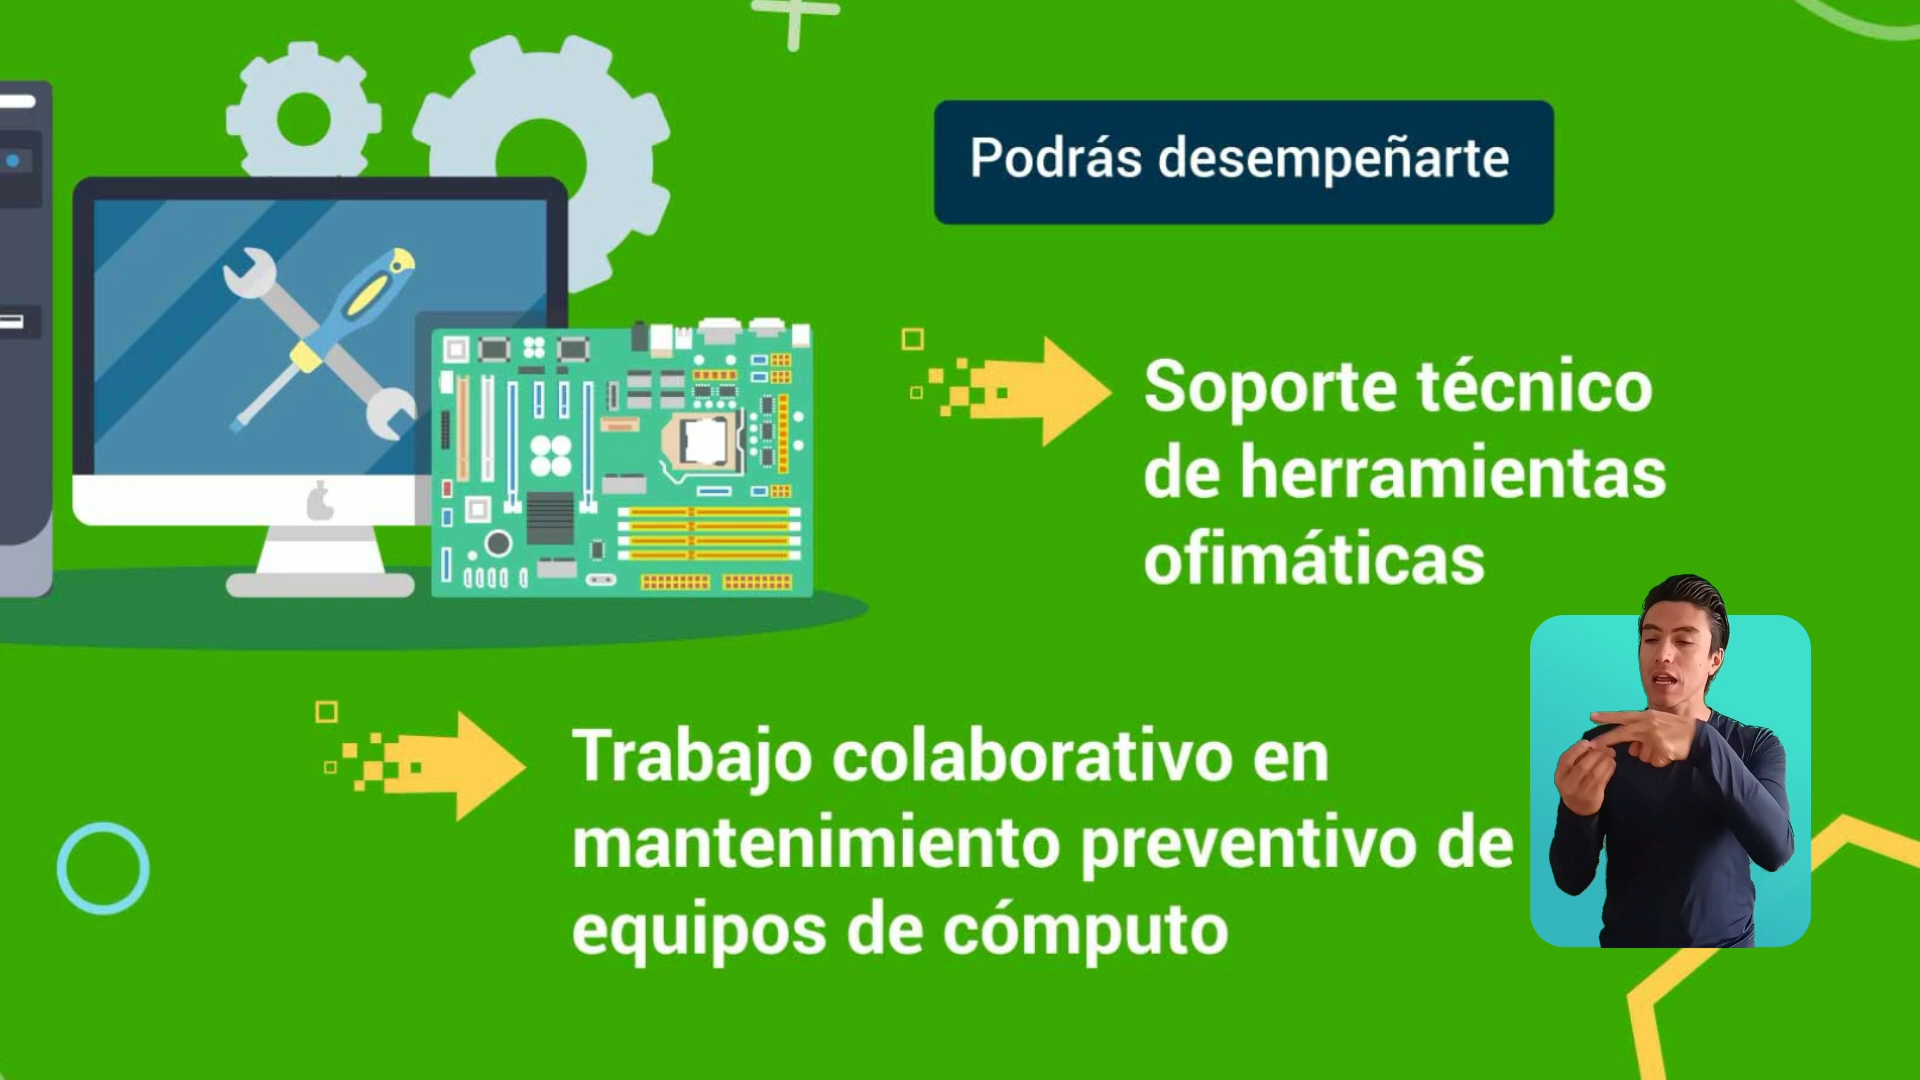 Podrás desempeñarte
Soporte técnico
de herramientas
ofimáticas
Trabajo colaborativo en
mantenimiento preventivo de
equipos de cómputo